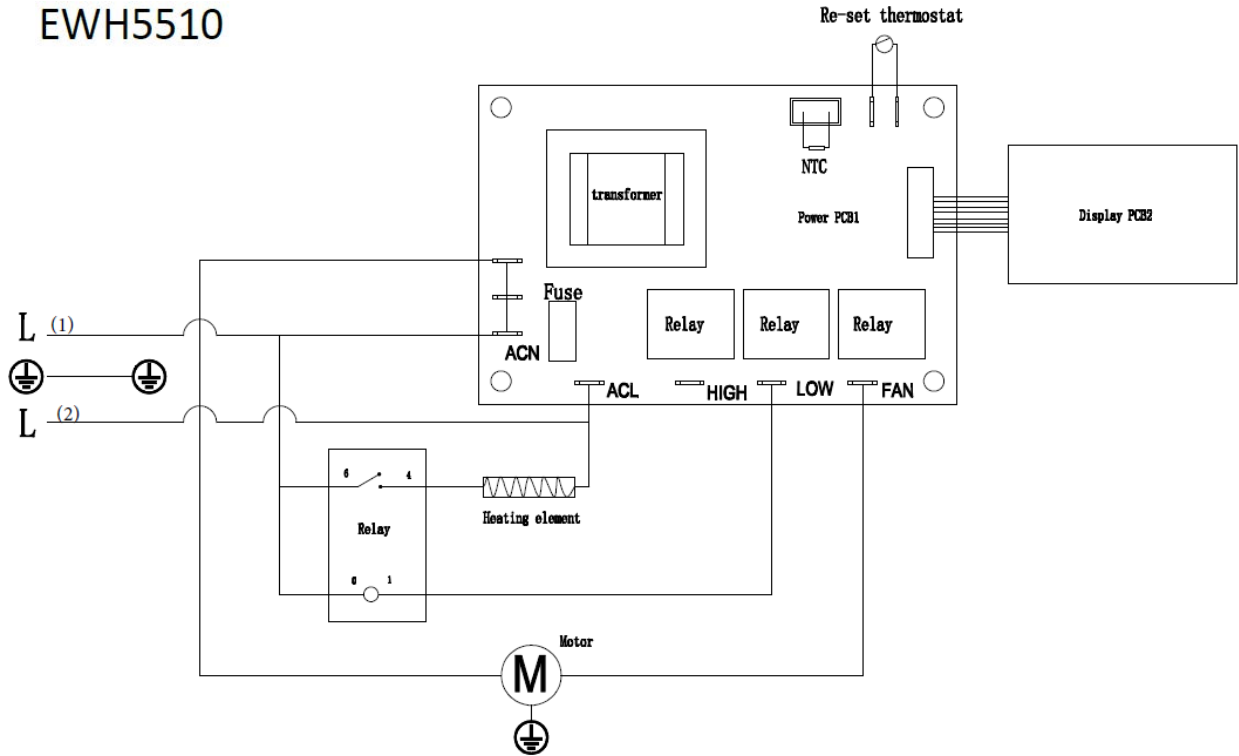 EWH5510
Re-set thermostat
NTC
transformer
Power PCB1
Display PCB2
Fuse
Relay
Relay
Relay
L (1)
ACN
ACL
HIGH
LOW
FAN
L (2)
6
4
Heating element
Relay
0
1
Motor
M